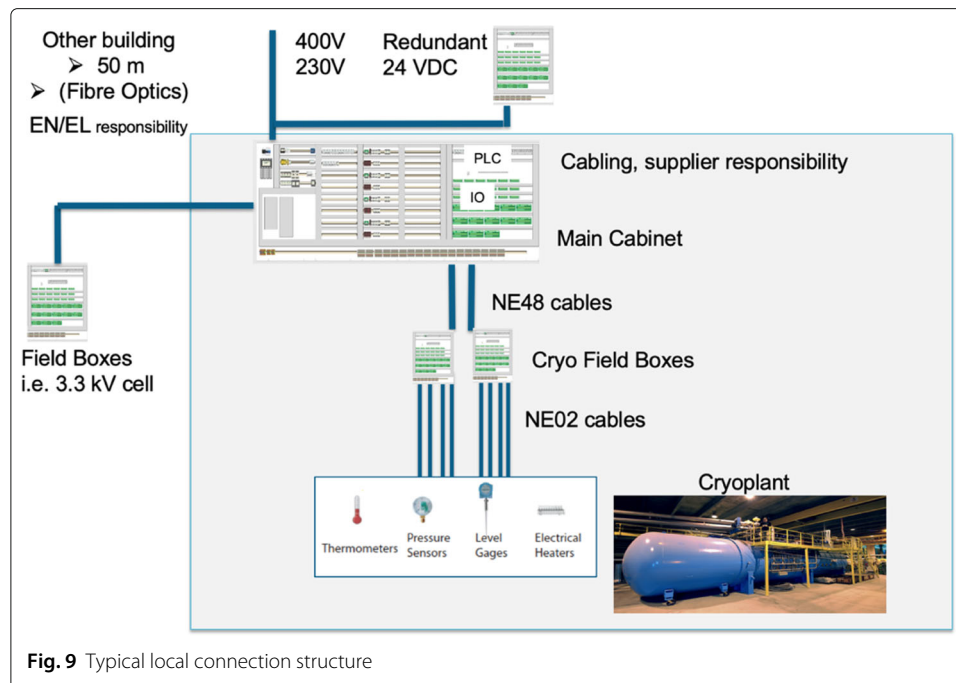 Other building
➤ 50 m
➤ (Fibre Optics)
EN/EL responsibility
400V
230V
Redundant
24 VDC
PLC
IO
Cabling, supplier responsibility
Main Cabinet
NE48 cables
Field Boxes
i.e. 3.3 kV cell
Cryo Field Boxes
NE02 cables
Thermometers
Pressure
Sensors
Level
Gages
Electrical
Heaters
Cryoplant
Fig. 9 Typical local connection structure